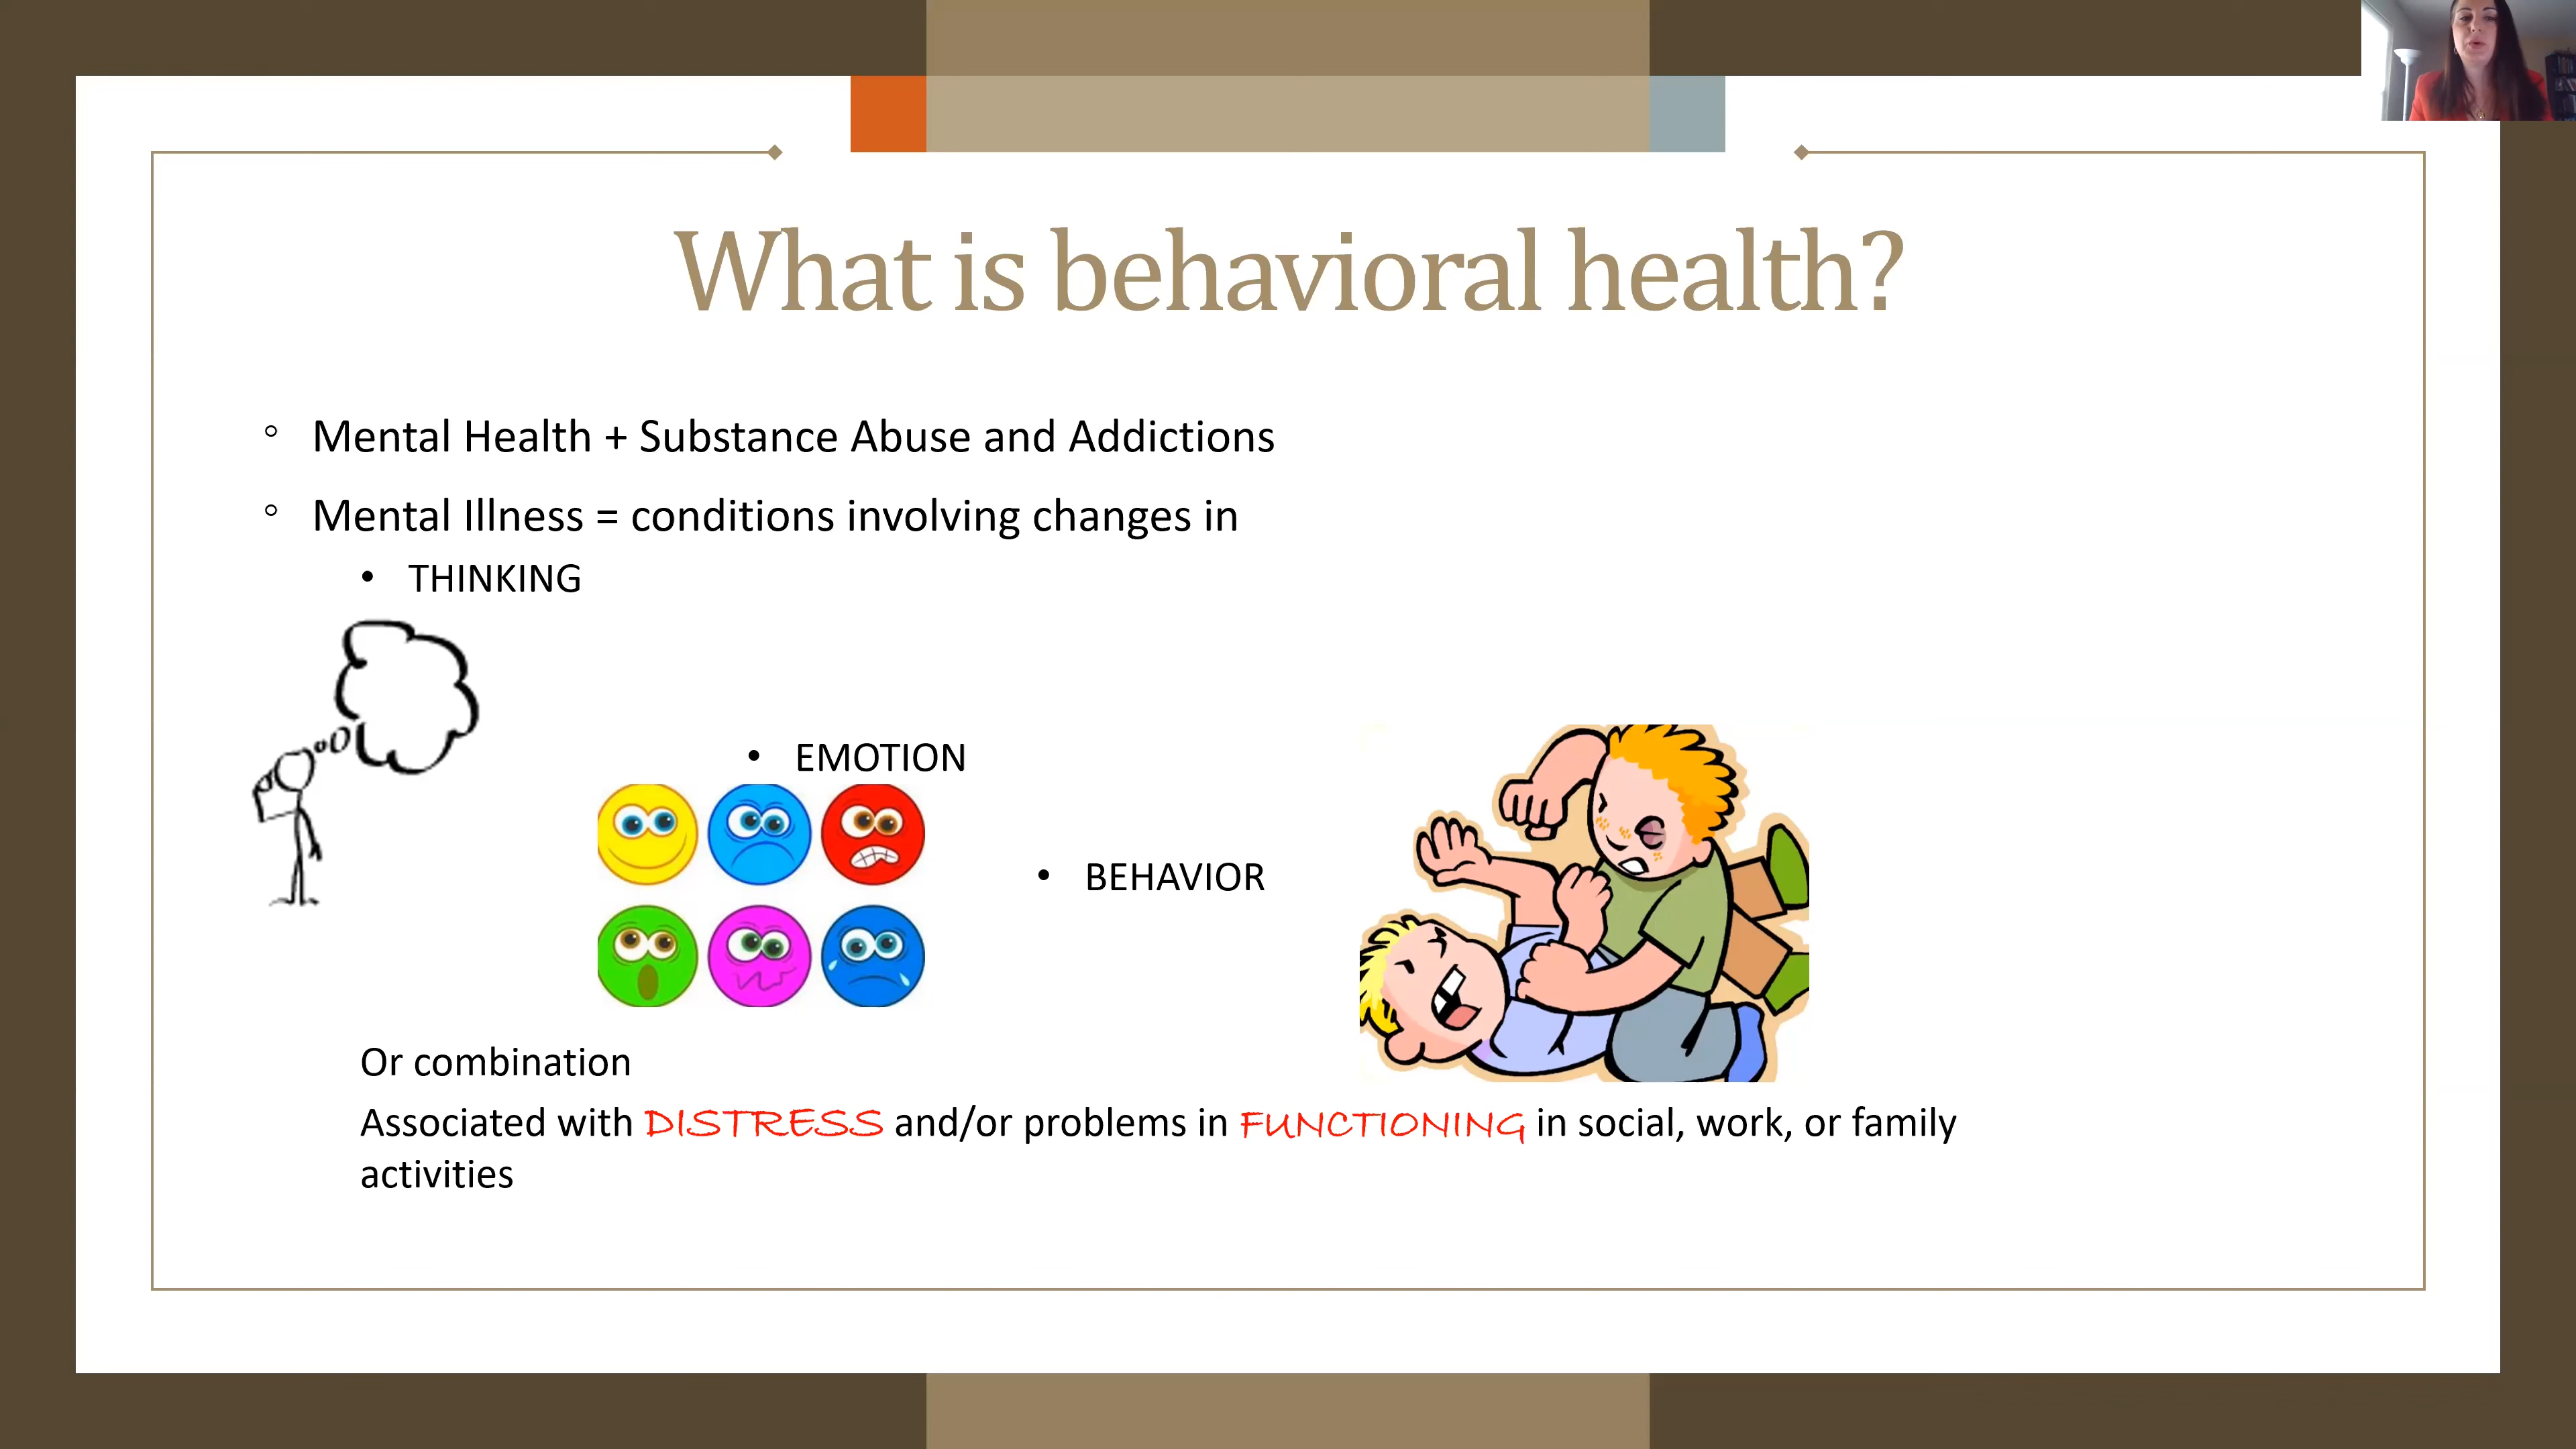 What is behavioral health?
Mental Health + Substance Abuse and Addictions
Mental Illness = conditions involving changes in
THINKING
EMOTION
BEHAVIOR
Or combination
Associated with DISTRESS and/or problems in FUNCTIONING in social, work, or family
activities